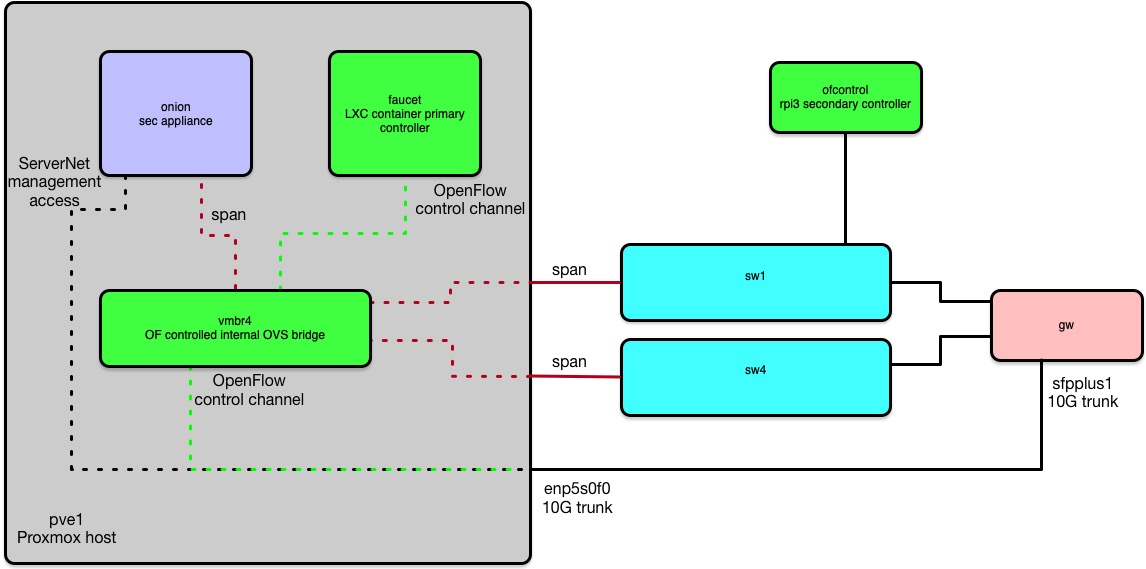 onion
sec appliance
faucet
LXC container primary
controller
ofcontrol
rpi3 secondary controller
ServerNet
management
access
span
OpenFlow
control channel
span
sw1
vmbr4
OF controlled internal OVS bridge
gw
span
sw4
OpenFlow
control channel
sfpplus1
10G trunk
enp5s0f0
10G trunk
pve1
Proxmox host